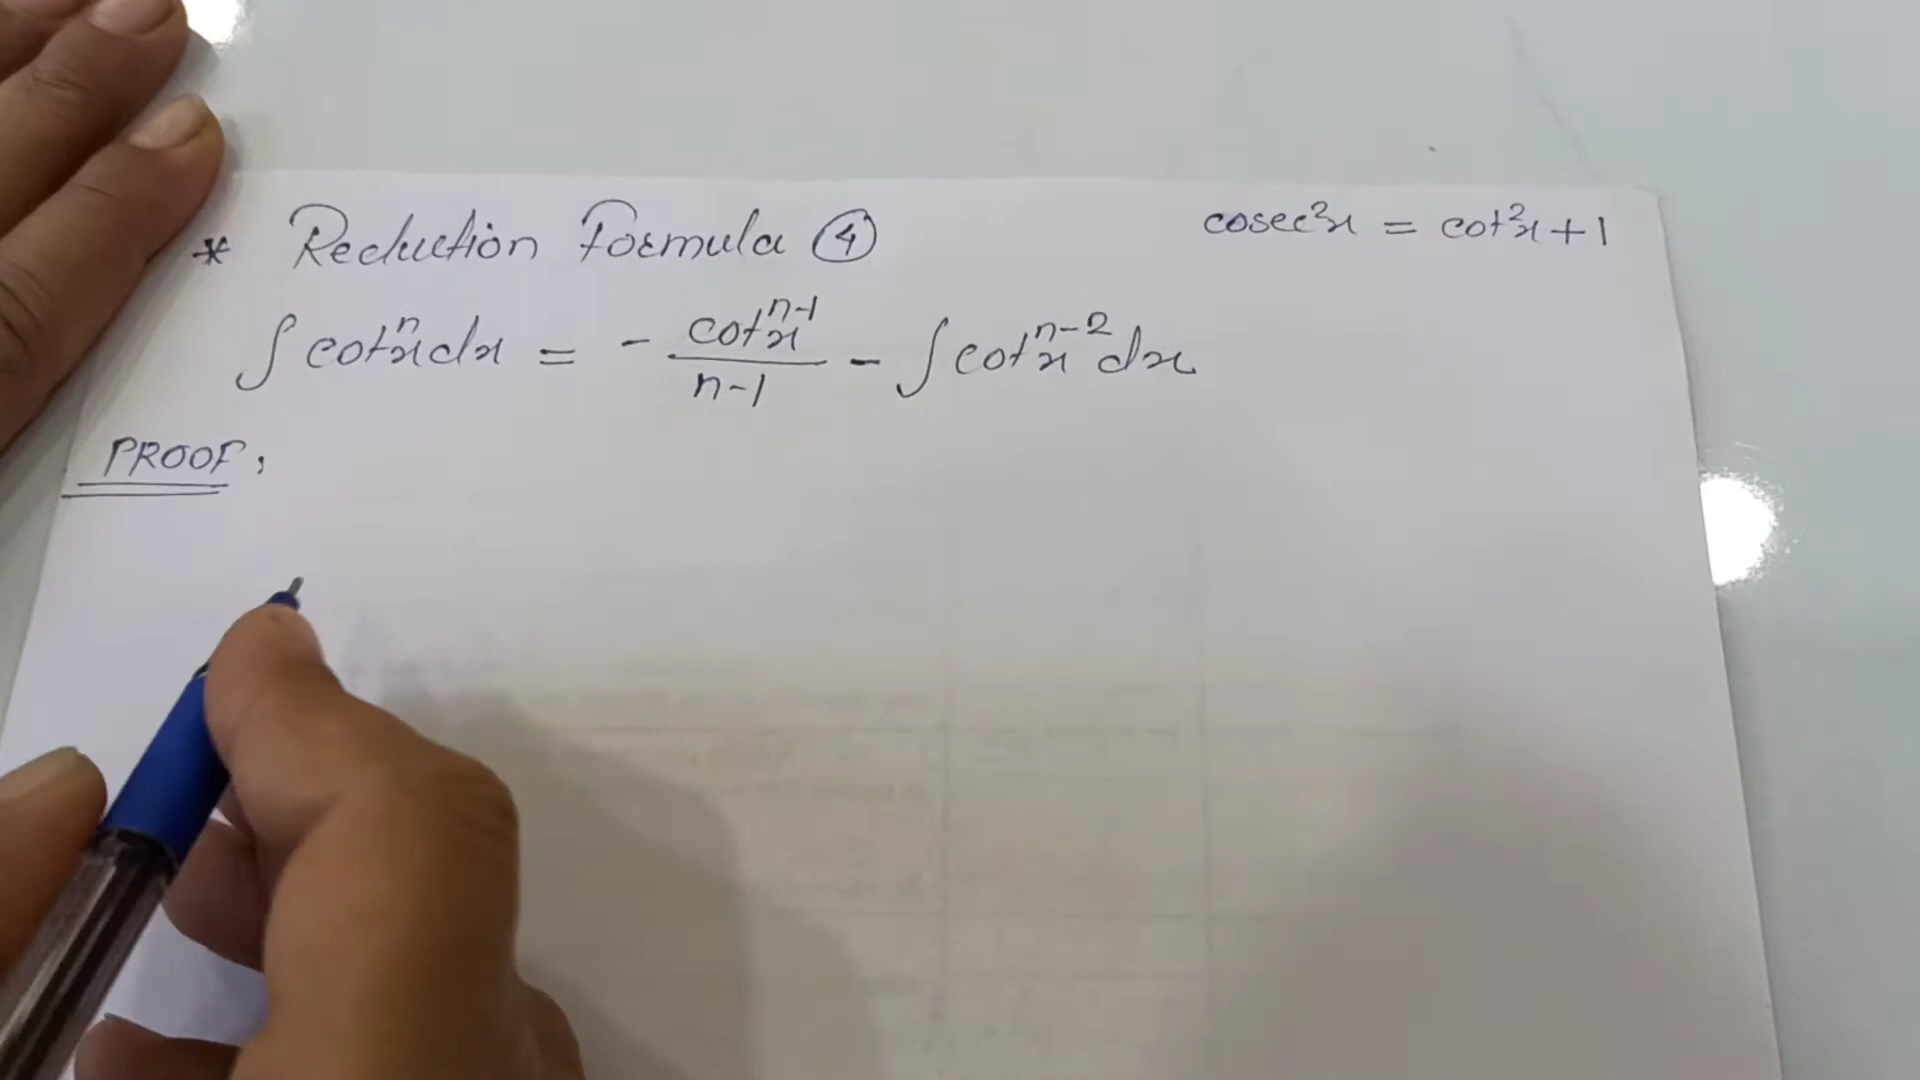 * Reduction Formula ④
cosec²x = cot²x + 1
∫ cotⁿx dx = - cotⁿ⁻¹x / n-1 - ∫ cotⁿ⁻²x dx
PROOF :